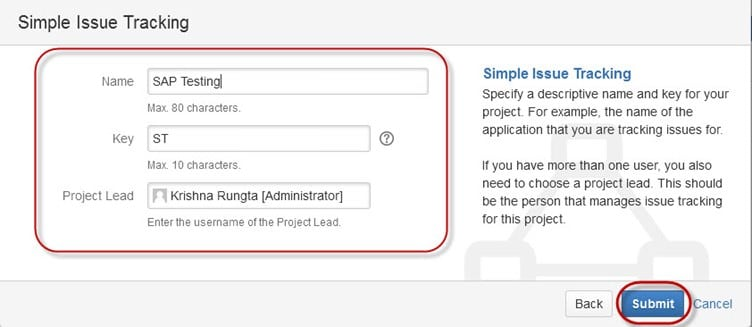 Simple Issue Tracking
Name SAP Testing
Max. 80 characters.
Key ST ?
Max. 10 characters.
Project Lead Krishna Rungta [Administrator]
Enter the username of the Project Lead.
Simple Issue Tracking
Specify a descriptive name and key for your
project. For example, the name of the
application that you are tracking issues for.
If you have more than one user, you also
need to choose a project lead. This should
be the person that manages issue tracking
for this project.
Back Submit Cancel